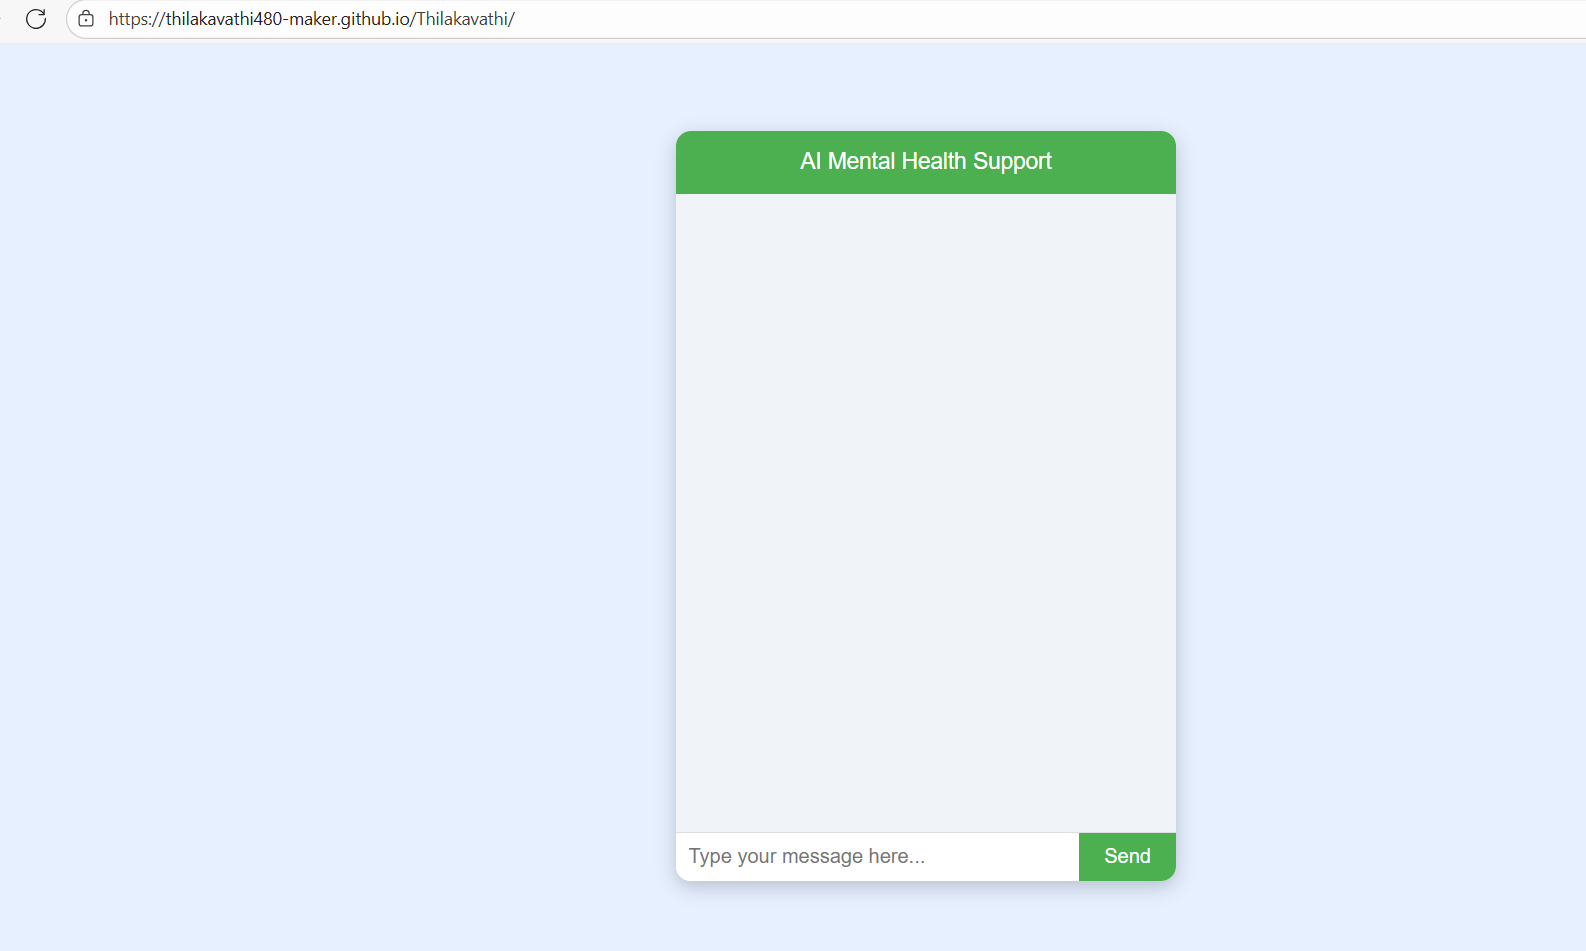 https://thilakavathi480-maker.github.io/Thilakavathi/
AI Mental Health Support
Type your message here...
Send